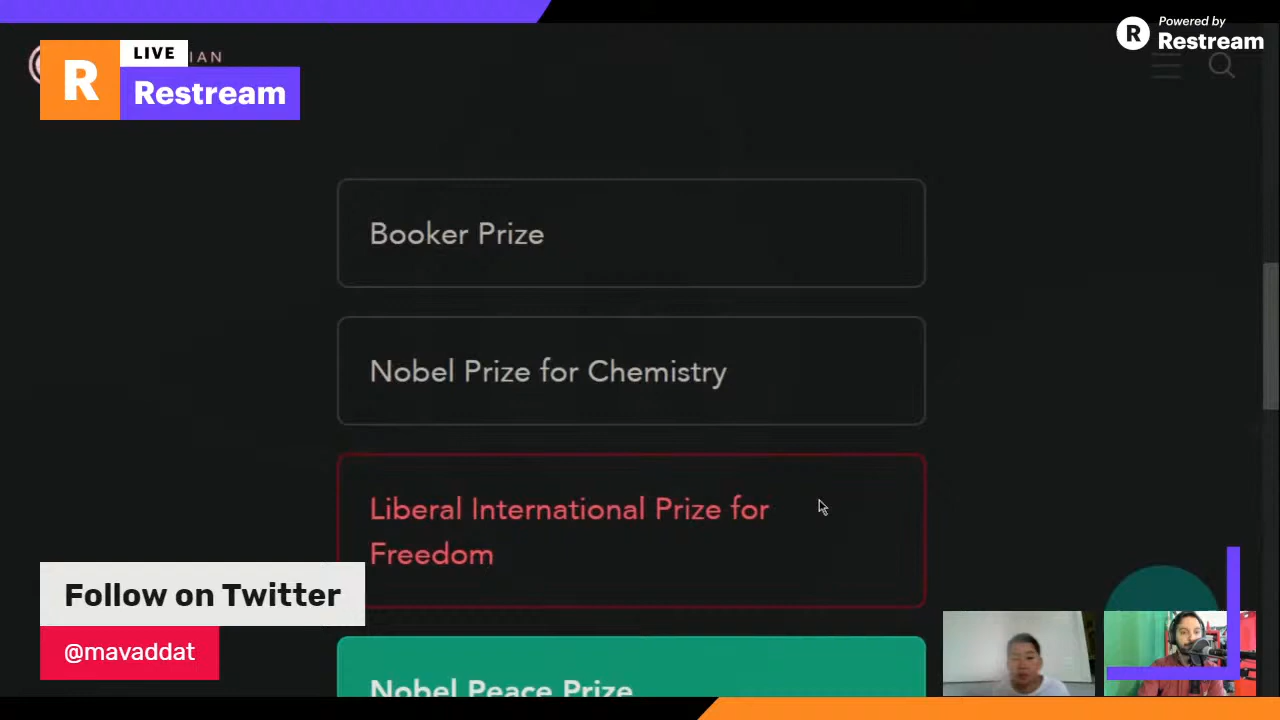 R
LIVE
IAN
Restream
Powered by
R Restream
Booker Prize
Nobel Prize for Chemistry
Liberal International Prize for
Freedom
Nobel Peace Prize
Follow on Twitter
@mavaddat